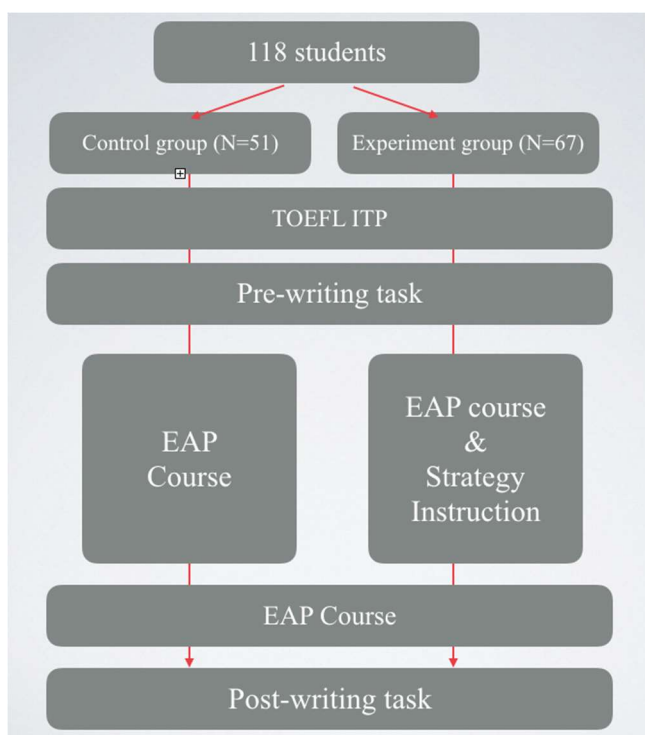 118 students
Control group (N=51)
Experiment group (N=67)
TOEFL ITP
Pre-writing task
EAP
Course
EAP course
&
Strategy
Instruction
EAP Course
Post-writing task